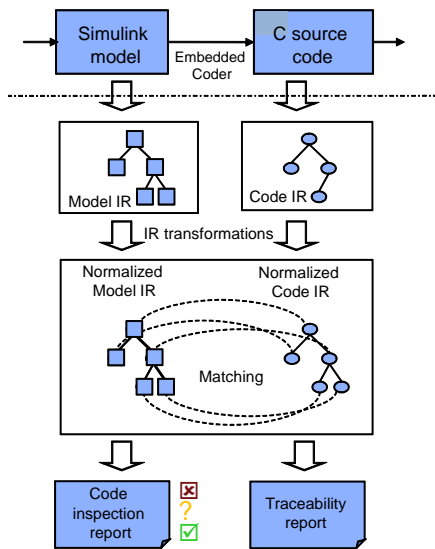 Simulink
model
Embedded
Coder
C source
code
Model IR
Code IR
IR transformations
Normalized
Model IR
Normalized
Code IR
Matching
Code
inspection
report
?
Traceability
report